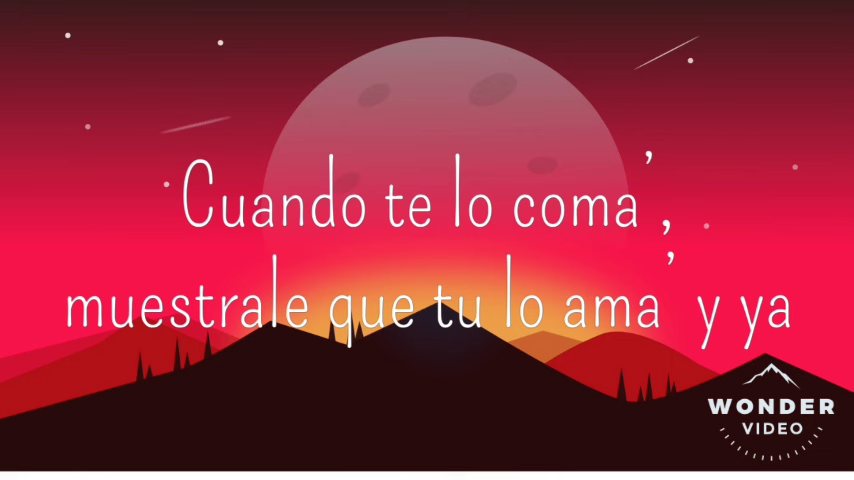 Cuando te lo coma',
muestrale que tu lo ama' y ya
WONDER
VIDEO